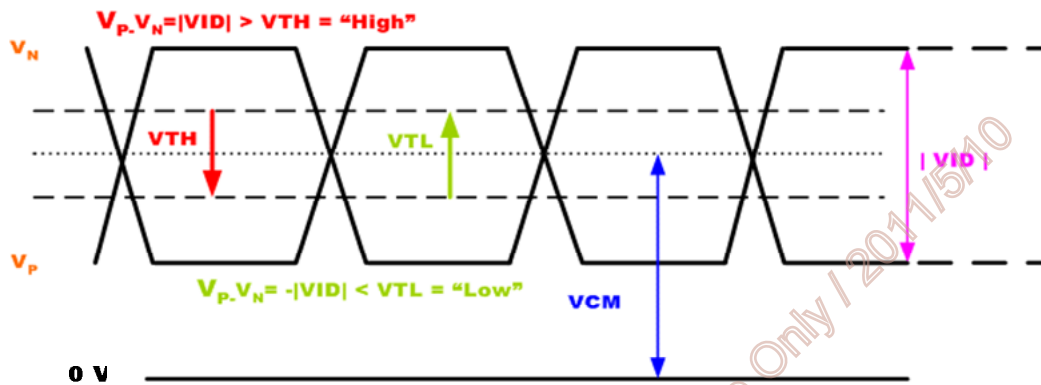 VP-VN=|VID| > VTH = “High”
VN
VTH
VTL
| VID |
VP
VP-VN= -|VID| < VTL = “Low”
VCM
0 V
Only / 2011/5/10